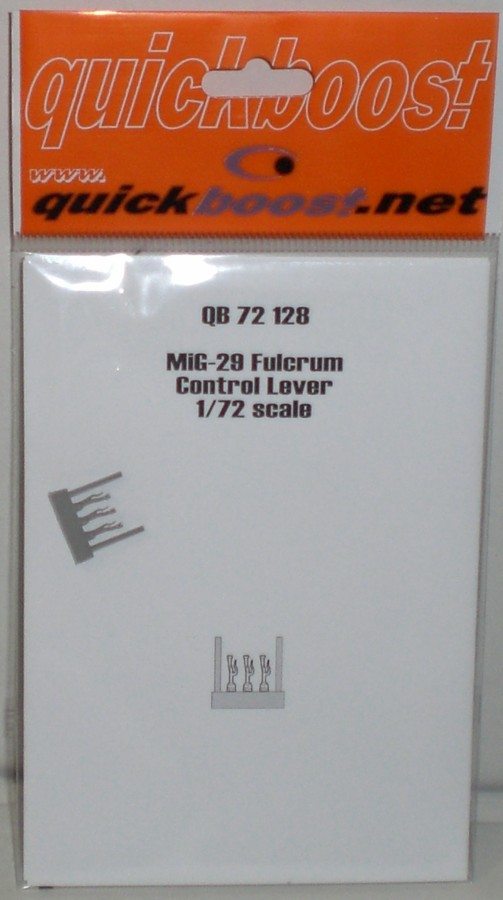 quickboost
www.
quickboost.net
QB 72 128
MiG-29 Fulcrum
Control Lever
1/72 scale